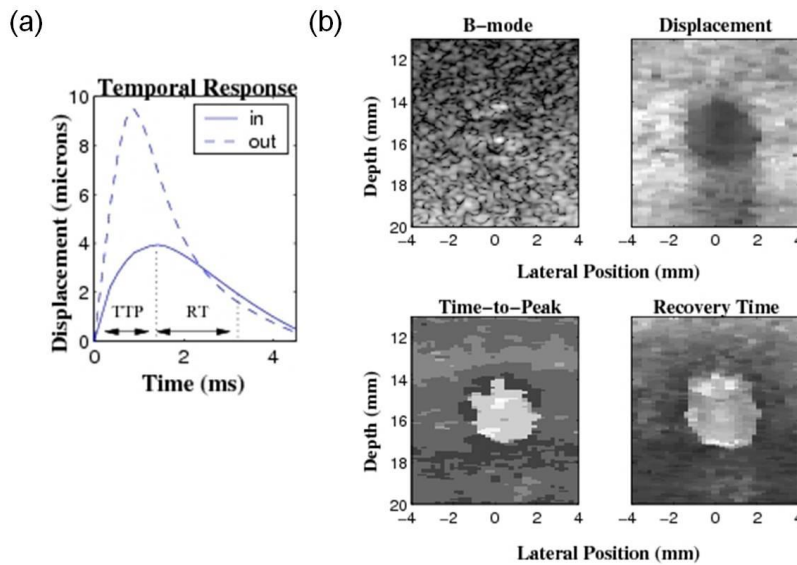 (a)
Temporal Response
10
8
6
4
2
0
in
out
TTP
RT
0 2 4
Displacement (microns)
Time (ms)
(b)
B-mode
Displacement
12
14
16
18
20
Depth (mm)
-4 -2 0 2 4
-4 -2 0 2 4
Lateral Position (mm)
Time-to-Peak
Recovery Time
12
14
16
18
20
Depth (mm)
-4 -2 0 2 4
-4 -2 0 2 4
Lateral Position (mm)